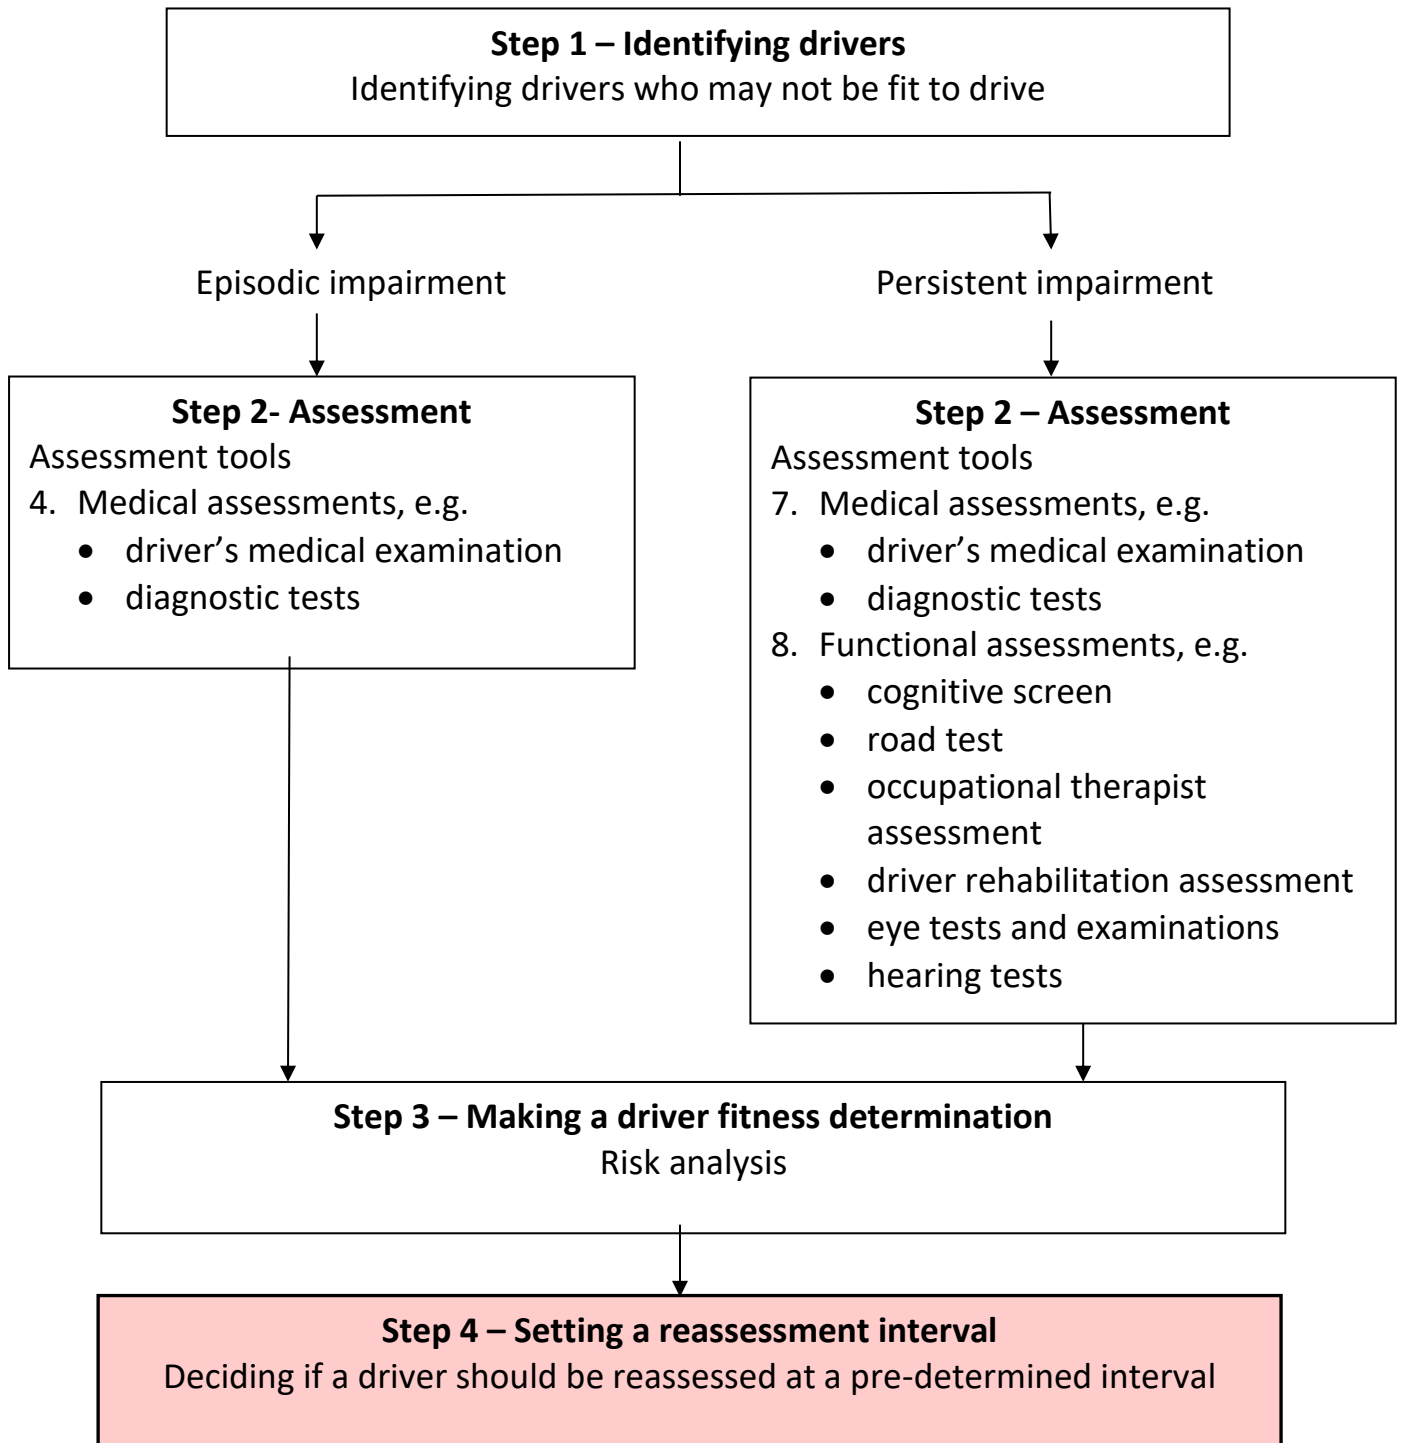 Step 1 – Identifying drivers
Identifying drivers who may not be fit to drive
Episodic impairment
Persistent impairment
Step 2- Assessment
Assessment tools
4. Medical assessments, e.g.
• driver’s medical examination
• diagnostic tests
Step 2 – Assessment
Assessment tools
7. Medical assessments, e.g.
• driver’s medical examination
• diagnostic tests
8. Functional assessments, e.g.
• cognitive screen
• road test
• occupational therapist
assessment
• driver rehabilitation assessment
• eye tests and examinations
• hearing tests
Step 3 – Making a driver fitness determination
Risk analysis
Step 4 – Setting a reassessment interval
Deciding if a driver should be reassessed at a pre-determined interval